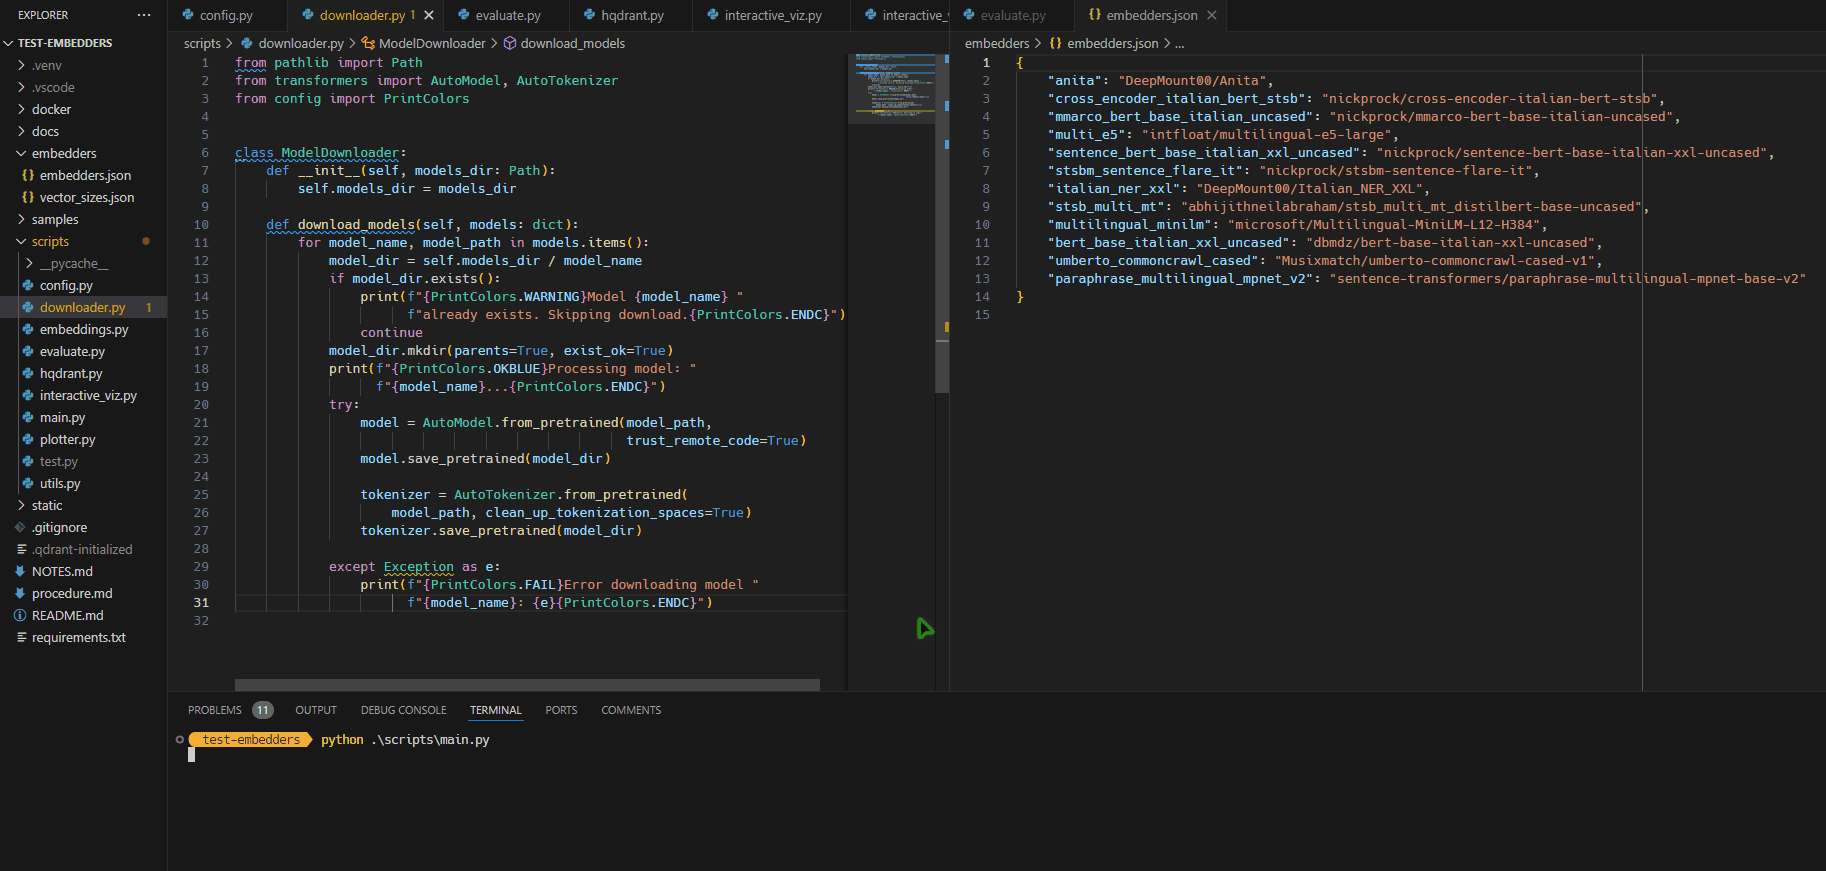 EXPLORER
TEST-EMBEDDERS
.venv
.vscode
docker
docs
embedders
embedders.json
vector_sizes.json
samples
scripts
__pycache__
config.py
downloader.py 1
embeddings.py
evaluate.py
hqdrant.py
interactive_viz.py
main.py
plotter.py
test.py
utils.py
static
.gitignore
.qdrant-initialized
NOTES.md
procedure.md
README.md
requirements.txt
config.py
downloader.py 1
evaluate.py
hqdrant.py
interactive_viz.py
interactive_
scripts > downloader.py > ModelDownloader > download_models
1 from pathlib import Path
2 from transformers import AutoModel, AutoTokenizer
3 from config import PrintColors
4
5
6 class ModelDownloader:
7     def __init__(self, models_dir: Path):
8         self.models_dir = models_dir
9
10     def download_models(self, models: dict):
11         for model_name, model_path in models.items():
12             model_dir = self.models_dir / model_name
13             if model_dir.exists():
14                 print(f"{PrintColors.WARNING}Model {model_name} "
15                       f"already exists. Skipping download.{PrintColors.ENDC}")
16                 continue
17             model_dir.mkdir(parents=True, exist_ok=True)
18             print(f"{PrintColors.OKBLUE}Processing model: "
19                   f"{model_name}...{PrintColors.ENDC}")
20             try:
21                 model = AutoModel.from_pretrained(model_path,
22                                                   trust_remote_code=True)
23                 model.save_pretrained(model_dir)
24
25                 tokenizer = AutoTokenizer.from_pretrained(
26                     model_path, clean_up_tokenization_spaces=True)
27                 tokenizer.save_pretrained(model_dir)
28
29             except Exception as e:
30                 print(f"{PrintColors.FAIL}Error downloading model "
31                       f"{model_name}: {e}{PrintColors.ENDC}")
32
evaluate.py
embedders.json
embedders > embedders.json > ...
1 {
2     "anita": "DeepMount00/Anita",
3     "cross_encoder_italian_bert_stsb": "nickprock/cross-encoder-italian-bert-stsb",
4     "mmarco_bert_base_italian_uncased": "nickprock/mmarco-bert-base-italian-uncased",
5     "multi_e5": "intfloat/multilingual-e5-large",
6     "sentence_bert_base_italian_xxl_uncased": "nickprock/sentence-bert-base-italian-xxl-uncased",
7     "stsbm_sentence_flare_it": "nickprock/stsbm-sentence-flare-it",
8     "italian_ner_xxl": "DeepMount00/Italian_NER_XXL",
9     "stsb_multi_mt": "abhijithneilabraham/stsb_multi_mt_distilbert-base-uncased",
10     "multilingual_minilm": "microsoft/Multilingual-MiniLM-L12-H384",
11     "bert_base_italian_xxl_uncased": "dbmdz/bert-base-italian-xxl-uncased",
12     "umberto_commoncrawl_cased": "Musixmatch/umberto-commoncrawl-cased-v1",
13     "paraphrase_multilingual_mpnet_v2": "sentence-transformers/paraphrase-multilingual-mpnet-base-v2"
14 }
15
PROBLEMS 11 OUTPUT DEBUG CONSOLE TERMINAL PORTS COMMENTS
test-embedders python .\scripts\main.py